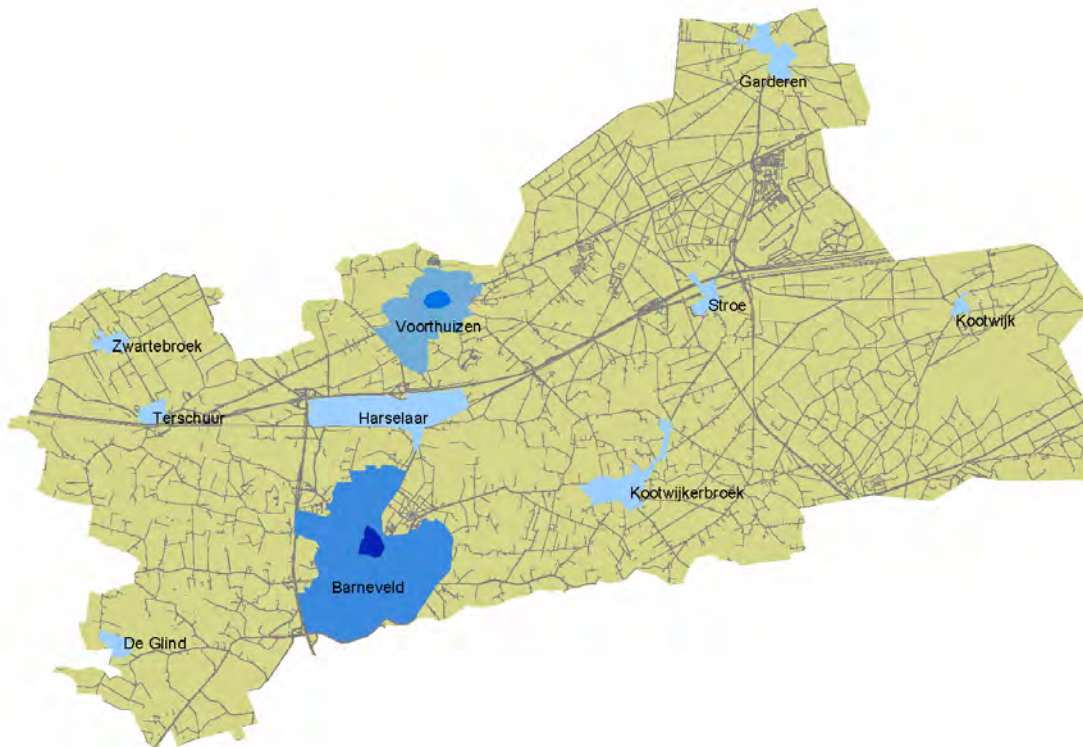 Garderen
Stroe
Kootwijk
Voorthuizen
Zwartebroek
Terschuur
Harselaar
Kootwijkerbroek
Barneveld
De Glind